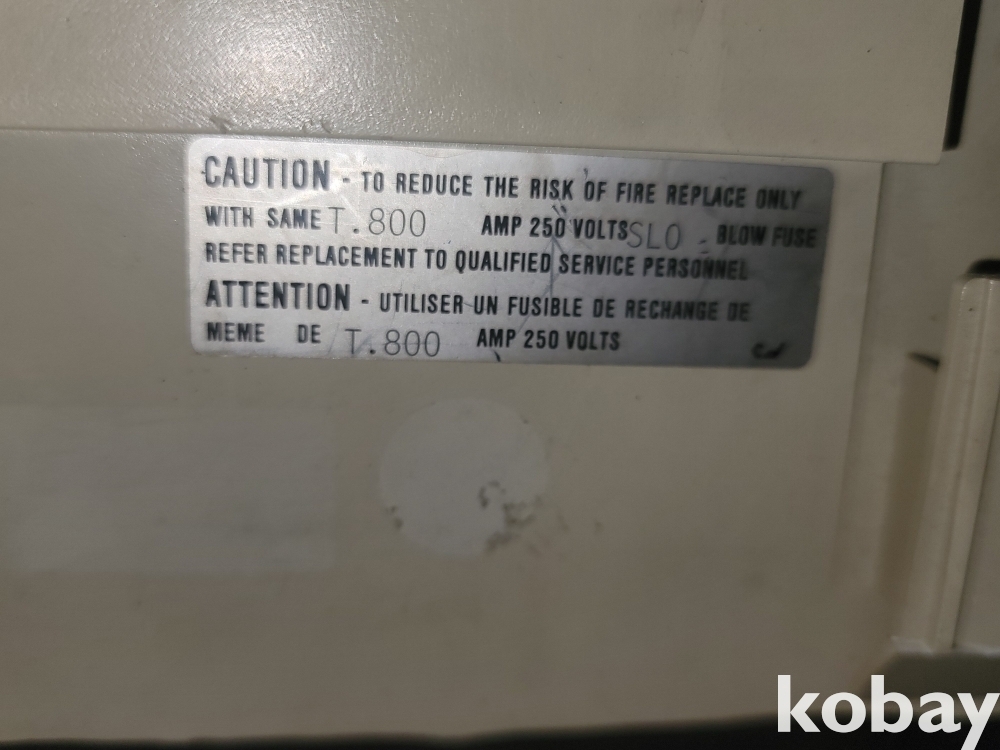 CAUTION - TO REDUCE THE RISK OF FIRE REPLACE ONLY
WITH SAME T.800 AMP 250 VOLTS SLO - BLOW FUSE
REFER REPLACEMENT TO QUALIFIED SERVICE PERSONNEL
ATTENTION - UTILISER UN FUSIBLE DE RECHANGE DE
MEME DE T.800 AMP 250 VOLTS
kobay